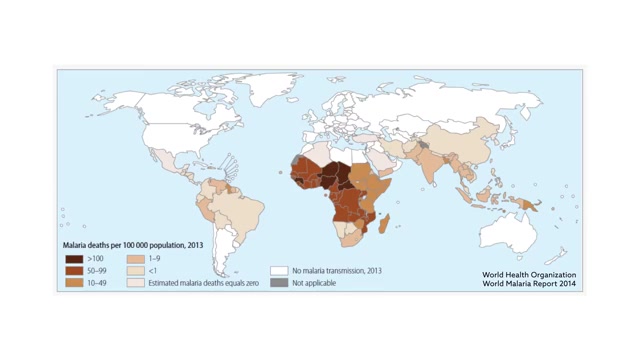 Malaria deaths per 100 000 population, 2013
>100
50–99
10–49
1–9
<1
Estimated malaria deaths equals zero
No malaria transmission, 2013
Not applicable
World Health Organization
World Malaria Report 2014